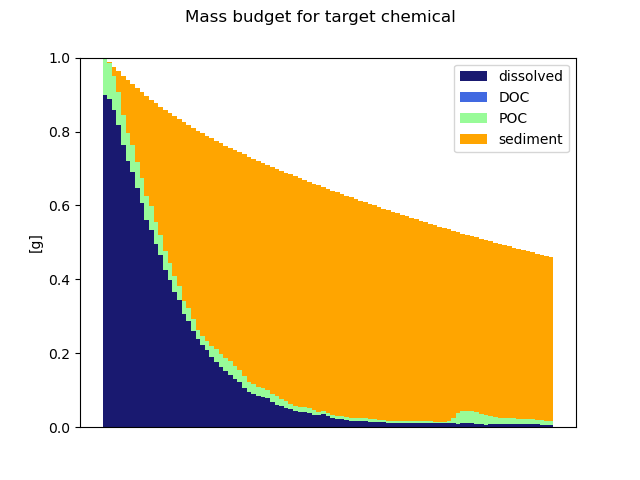 Mass budget for target chemical
1.0
0.8
0.6
0.4
0.2
0.0
[g]
dissolved
DOC
POC
sediment